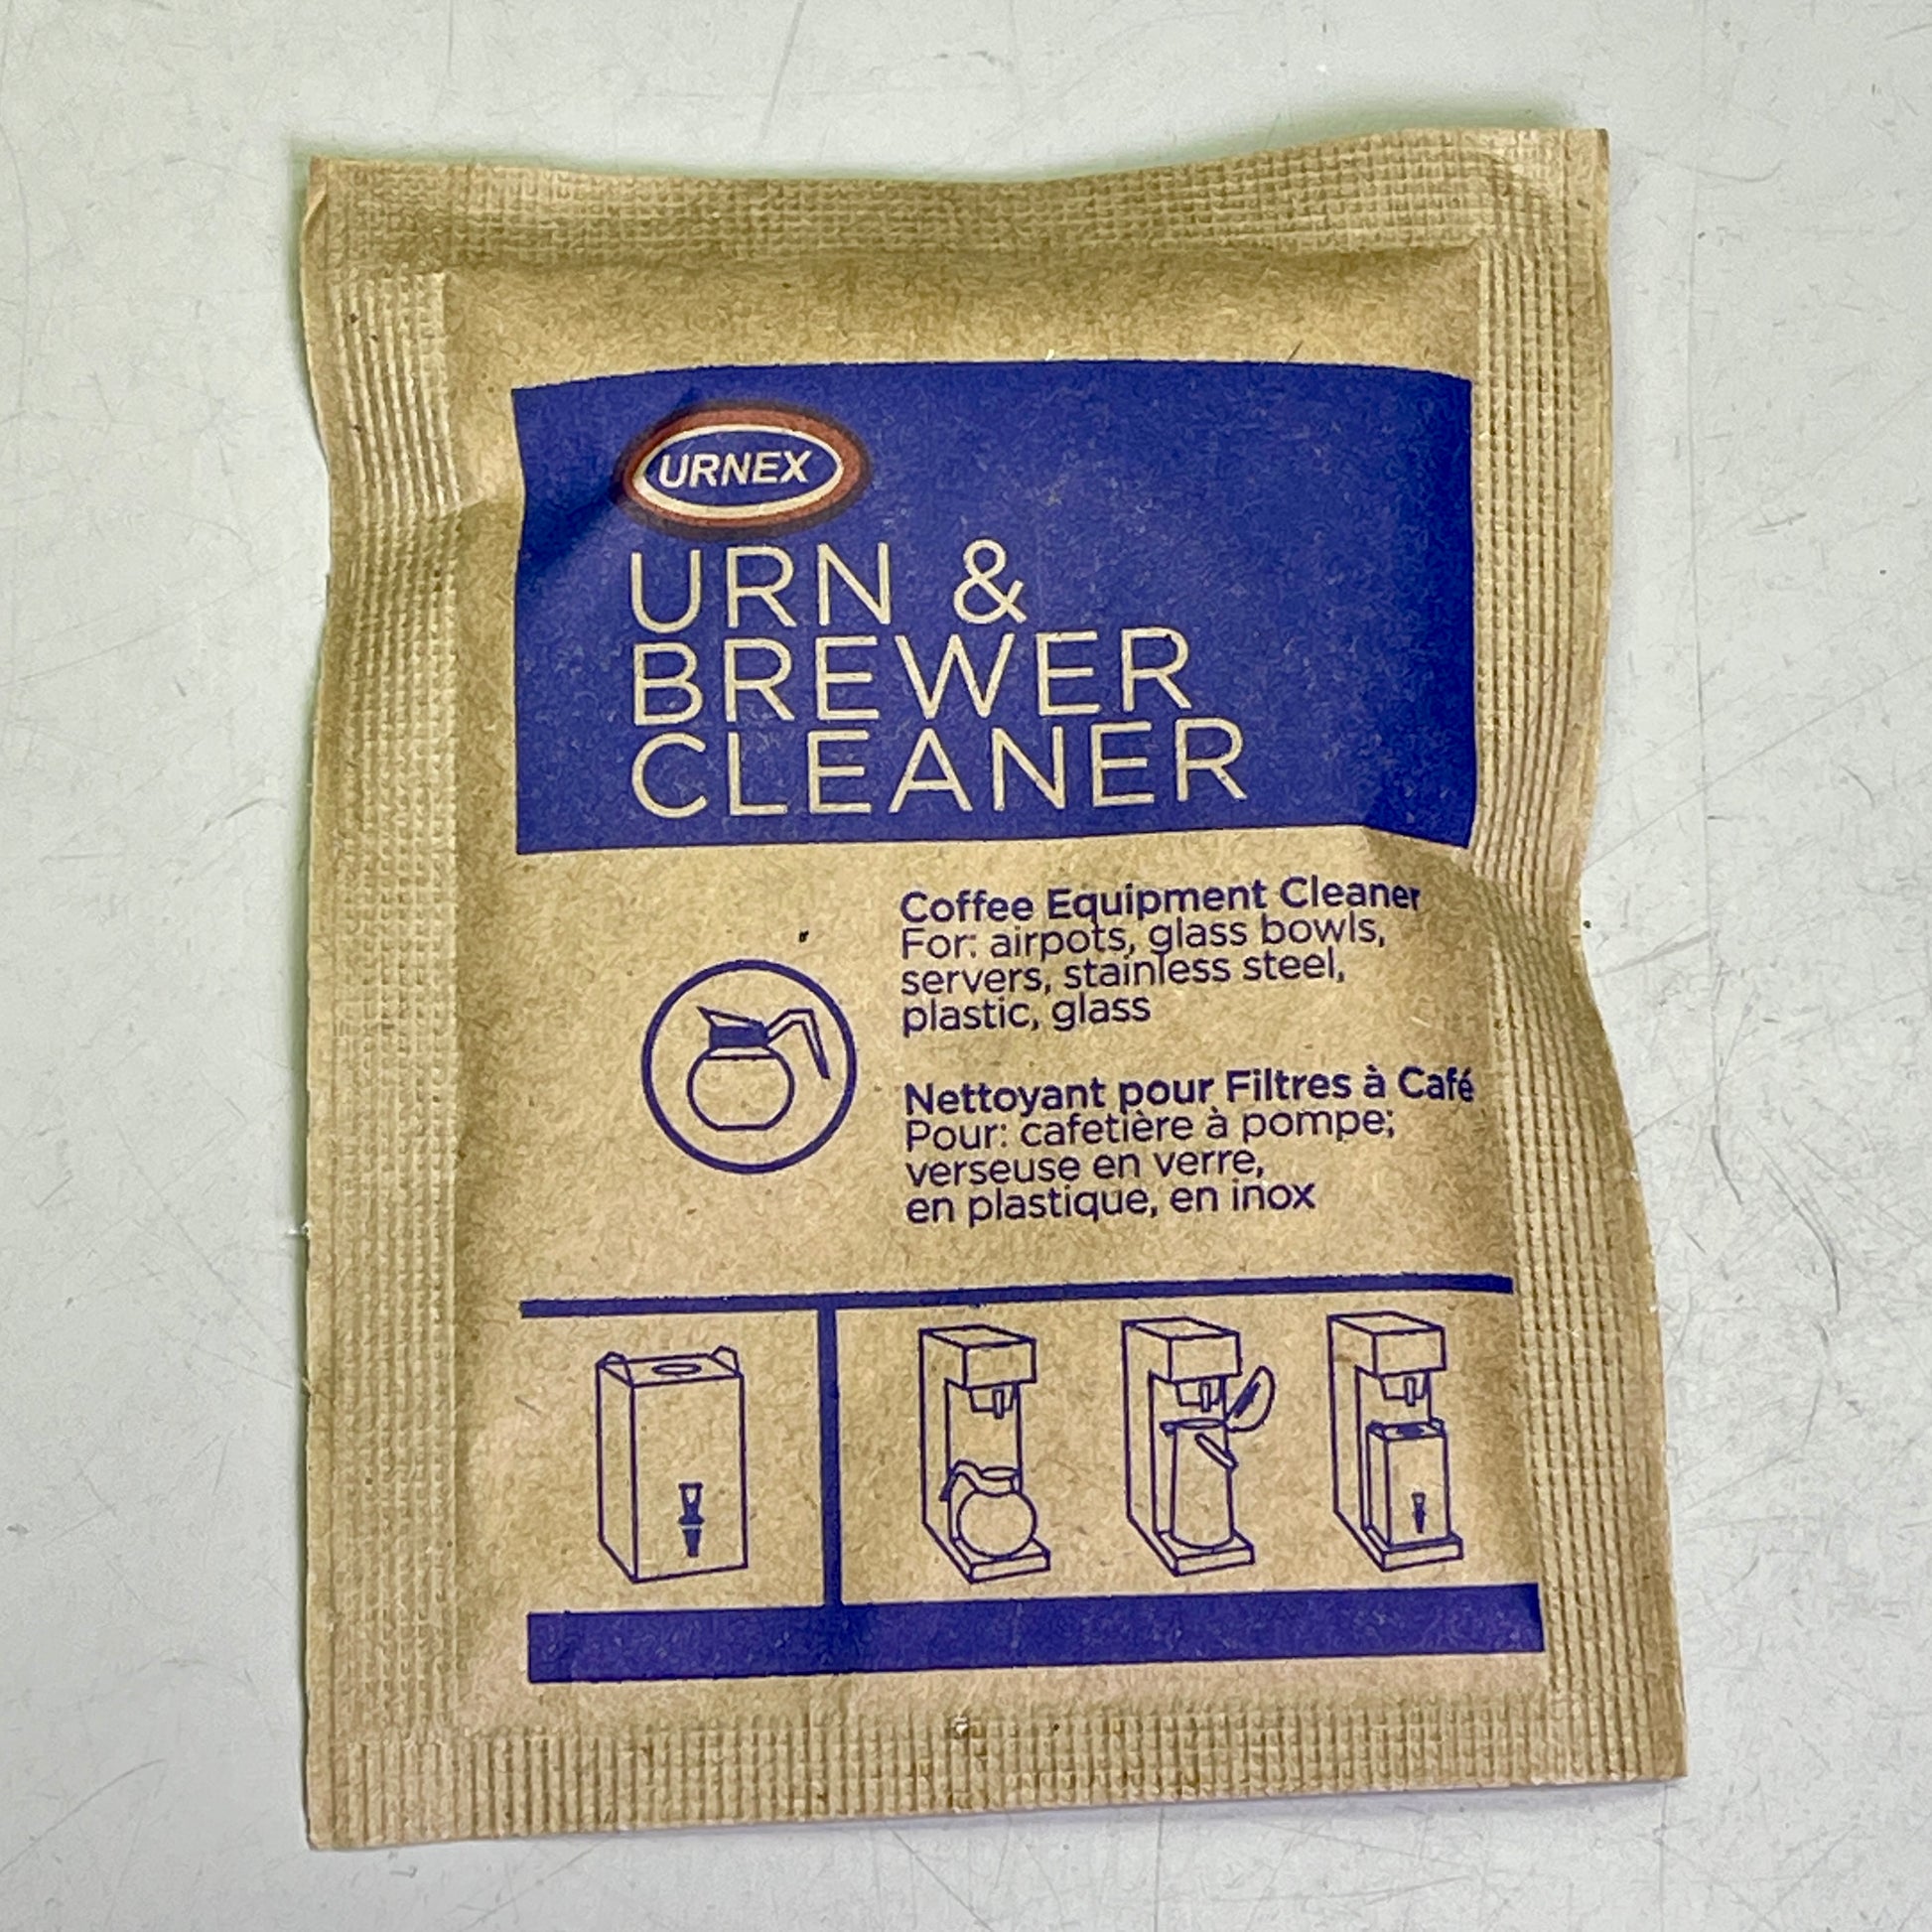 URNEX
URN &
BREWER
CLEANER
Coffee Equipment Cleaner
For: airpots, glass bowls,
servers, stainless steel,
plastic, glass
Nettoyant pour Filtres à Café
Pour: cafetière à pompe;
verseuse en verre,
en plastique, en inox